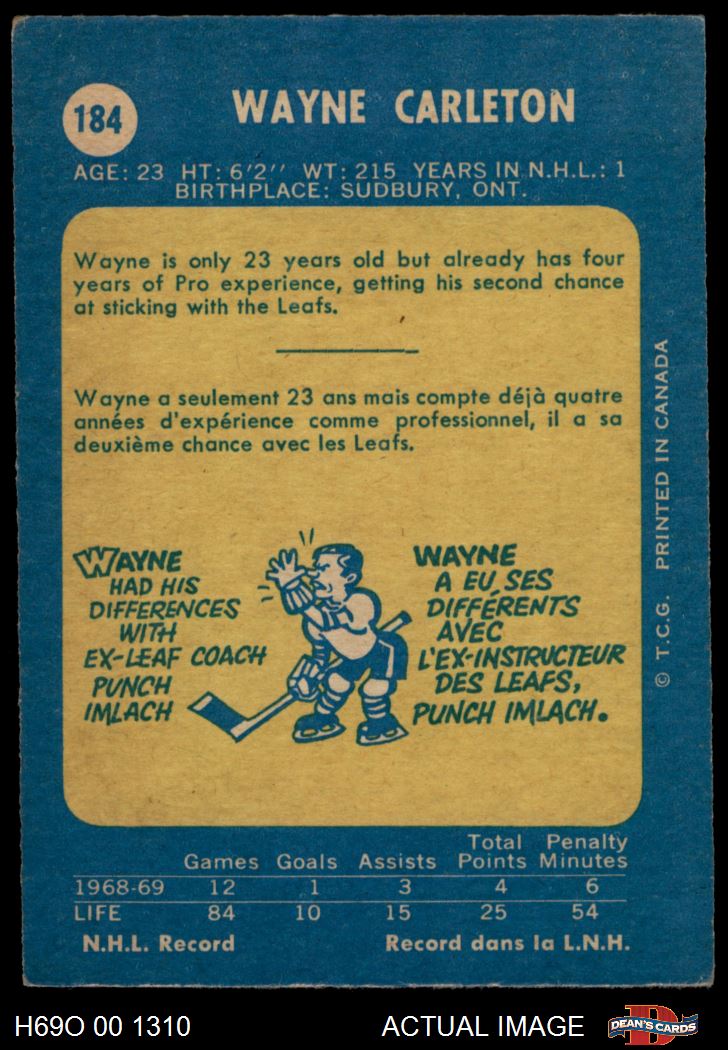 184
WAYNE CARLETON
AGE: 23 HT: 6'2'' WT: 215 YEARS IN N.H.L.: 1
BIRTHPLACE: SUDBURY, ONT.
Wayne is only 23 years old but already has four
years of Pro experience, getting his second chance
at sticking with the Leafs.
Wayne a seulement 23 ans mais compte déjà quatre
années d'expérience comme professionnel, il a sa
deuxième chance avec les Leafs.
WAYNE
HAD HIS
DIFFERENCES
WITH
EX-LEAF COACH
PUNCH
IMLACH
WAYNE
A EU SES
DIFFÉRENTS
AVEC
L'EX-INSTRUCTEUR
DES LEAFS,
PUNCH IMLACH.
© T.C.G. PRINTED IN CANADA
Games Goals Assists Total Points Penalty Minutes
1968-69 12 1 3 4 6
LIFE 84 10 15 25 54
N.H.L. Record Record dans la L.N.H.
H69O 00 1310 ACTUAL IMAGE D DEAN'S CARDS